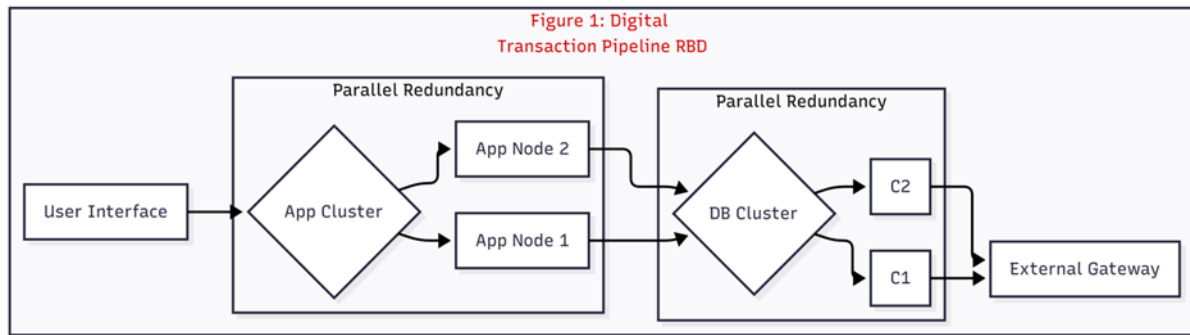 Figure 1: Digital
Transaction Pipeline RBD
Parallel Redundancy
Parallel Redundancy
User Interface
App Cluster
App Node 2
App Node 1
DB Cluster
C2
C1
External Gateway